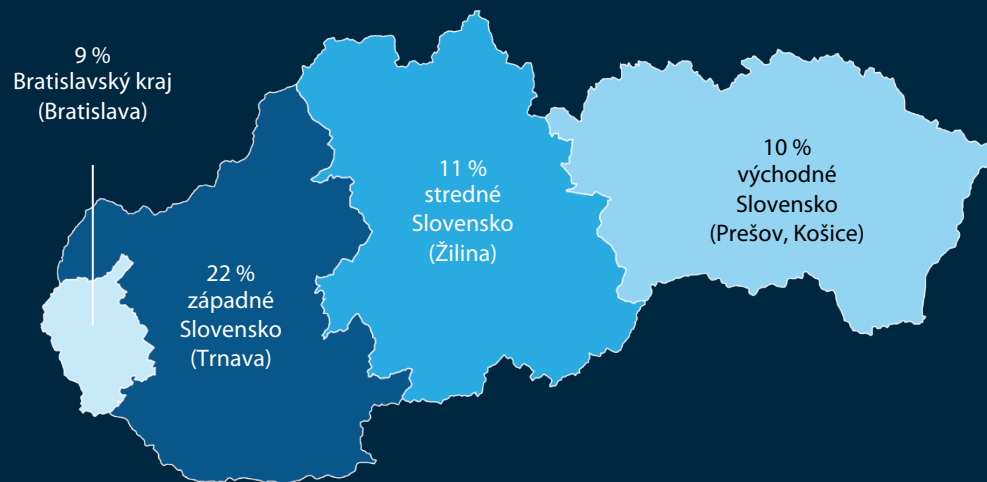 9 %
Bratislavský kraj
(Bratislava)
22 %
západné
Slovensko
(Trnava)
11 %
stredné
Slovensko
(Žilina)
10 %
východné
Slovensko
(Prešov, Košice)